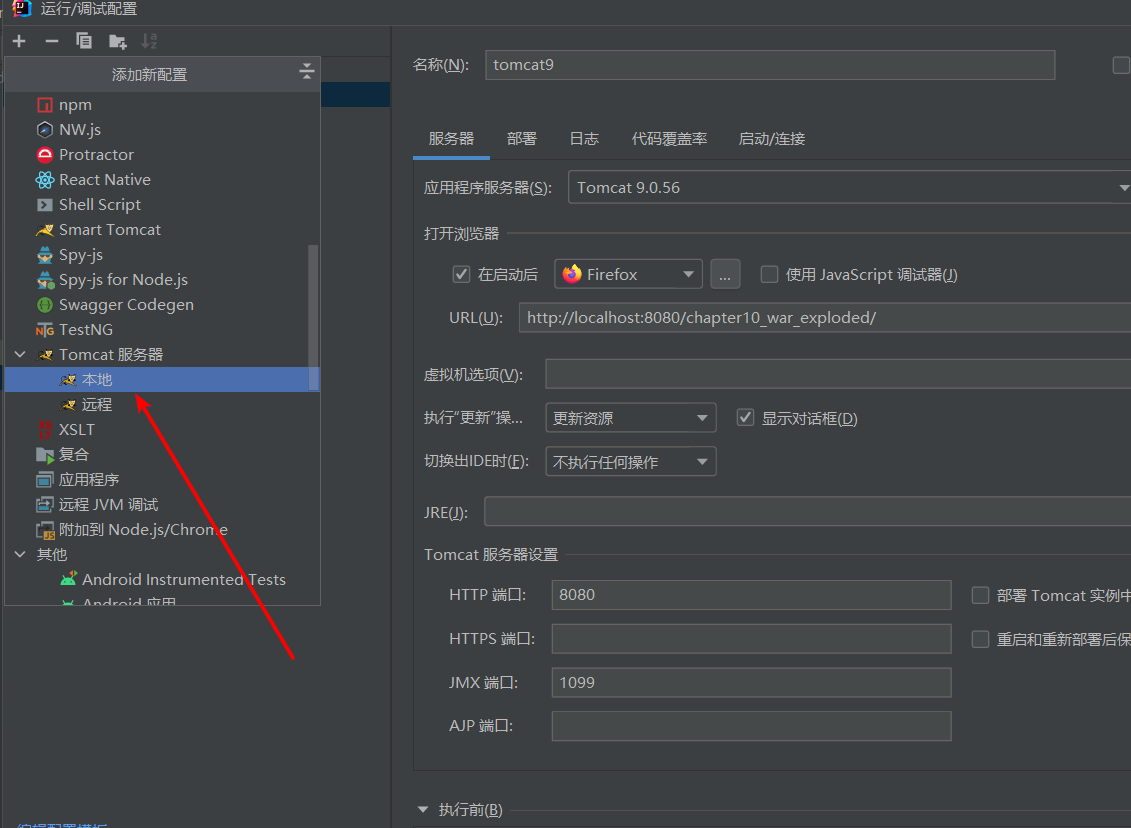 运行/调试配置
添加新配置
npm
NW.js
Protractor
React Native
Shell Script
Smart Tomcat
Spy-js
Spy-js for Node.js
Swagger Codegen
TestNG
Tomcat 服务器
本地
远程
XSLT
复合
应用程序
远程 JVM 调试
附加到 Node.js/Chrome
其他
Android Instrumented Tests
Android 应用
编辑配置模板
名称(N): tomcat9
服务器 部署 日志 代码覆盖率 启动/连接
应用程序服务器(S): Tomcat 9.0.56
打开浏览器
在启动后 Firefox ... 使用 JavaScript 调试器(J)
URL(U): http://localhost:8080/chapter10_war_exploded/
虚拟机选项(V):
执行“更新”操... 更新资源 显示对话框(D)
切换出IDE时(F): 不执行任何操作
JRE(J):
Tomcat 服务器设置
HTTP 端口: 8080 部署 Tomcat 实例中
HTTPS 端口: 重启和重新部署后保
JMX 端口: 1099
AJP 端口:
执行前(B)